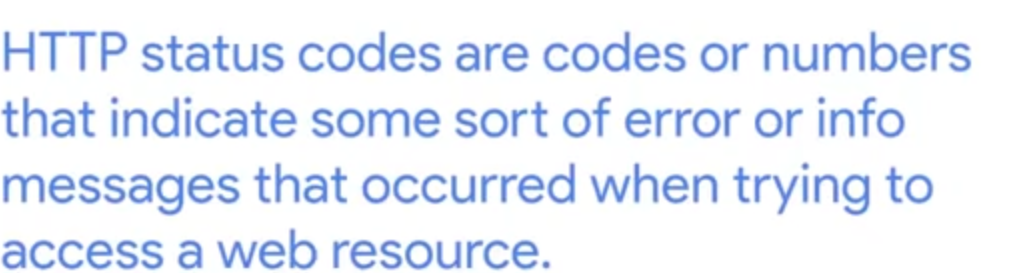 HTTP status codes are codes or numbers
that indicate some sort of error or info
messages that occurred when trying to
access a web resource.